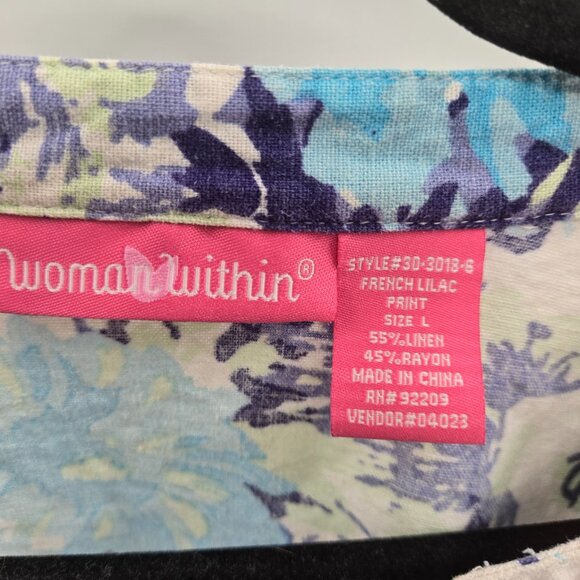 woman within®
STYLE#30-3018-6
FRENCH LILAC
PRINT
SIZE L
55%LINEN
45%RAYON
MADE IN CHINA
RN# 92209
VENDOR#04023